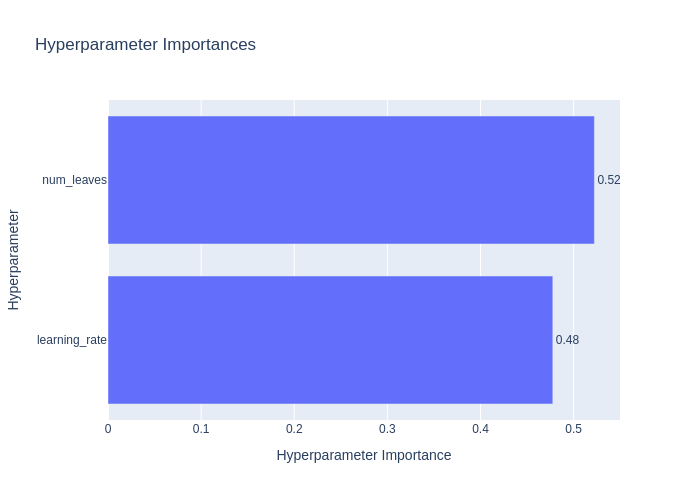 Hyperparameter Importances
Hyperparameter
num_leaves
0.52
learning_rate
0.48
0 0.1 0.2 0.3 0.4 0.5
Hyperparameter Importance